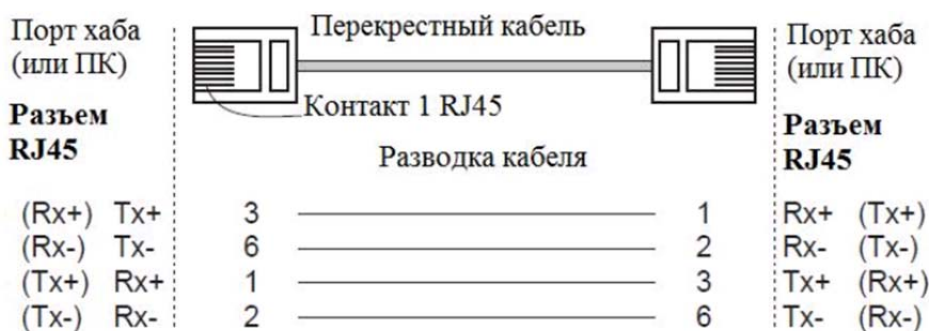 Порт хаба
(или ПК)
Разъем
RJ45
Перекрестный кабель
Контакт 1 RJ45
Разводка кабеля
Порт хаба
(или ПК)
Разъем
RJ45
(Rx+) Tx+ 3 1 Rx+ (Tx+)
(Rx-) Tx- 6 2 Rx- (Tx-)
(Tx+) Rx+ 1 3 Tx+ (Rx+)
(Tx-) Rx- 2 6 Tx- (Rx-)